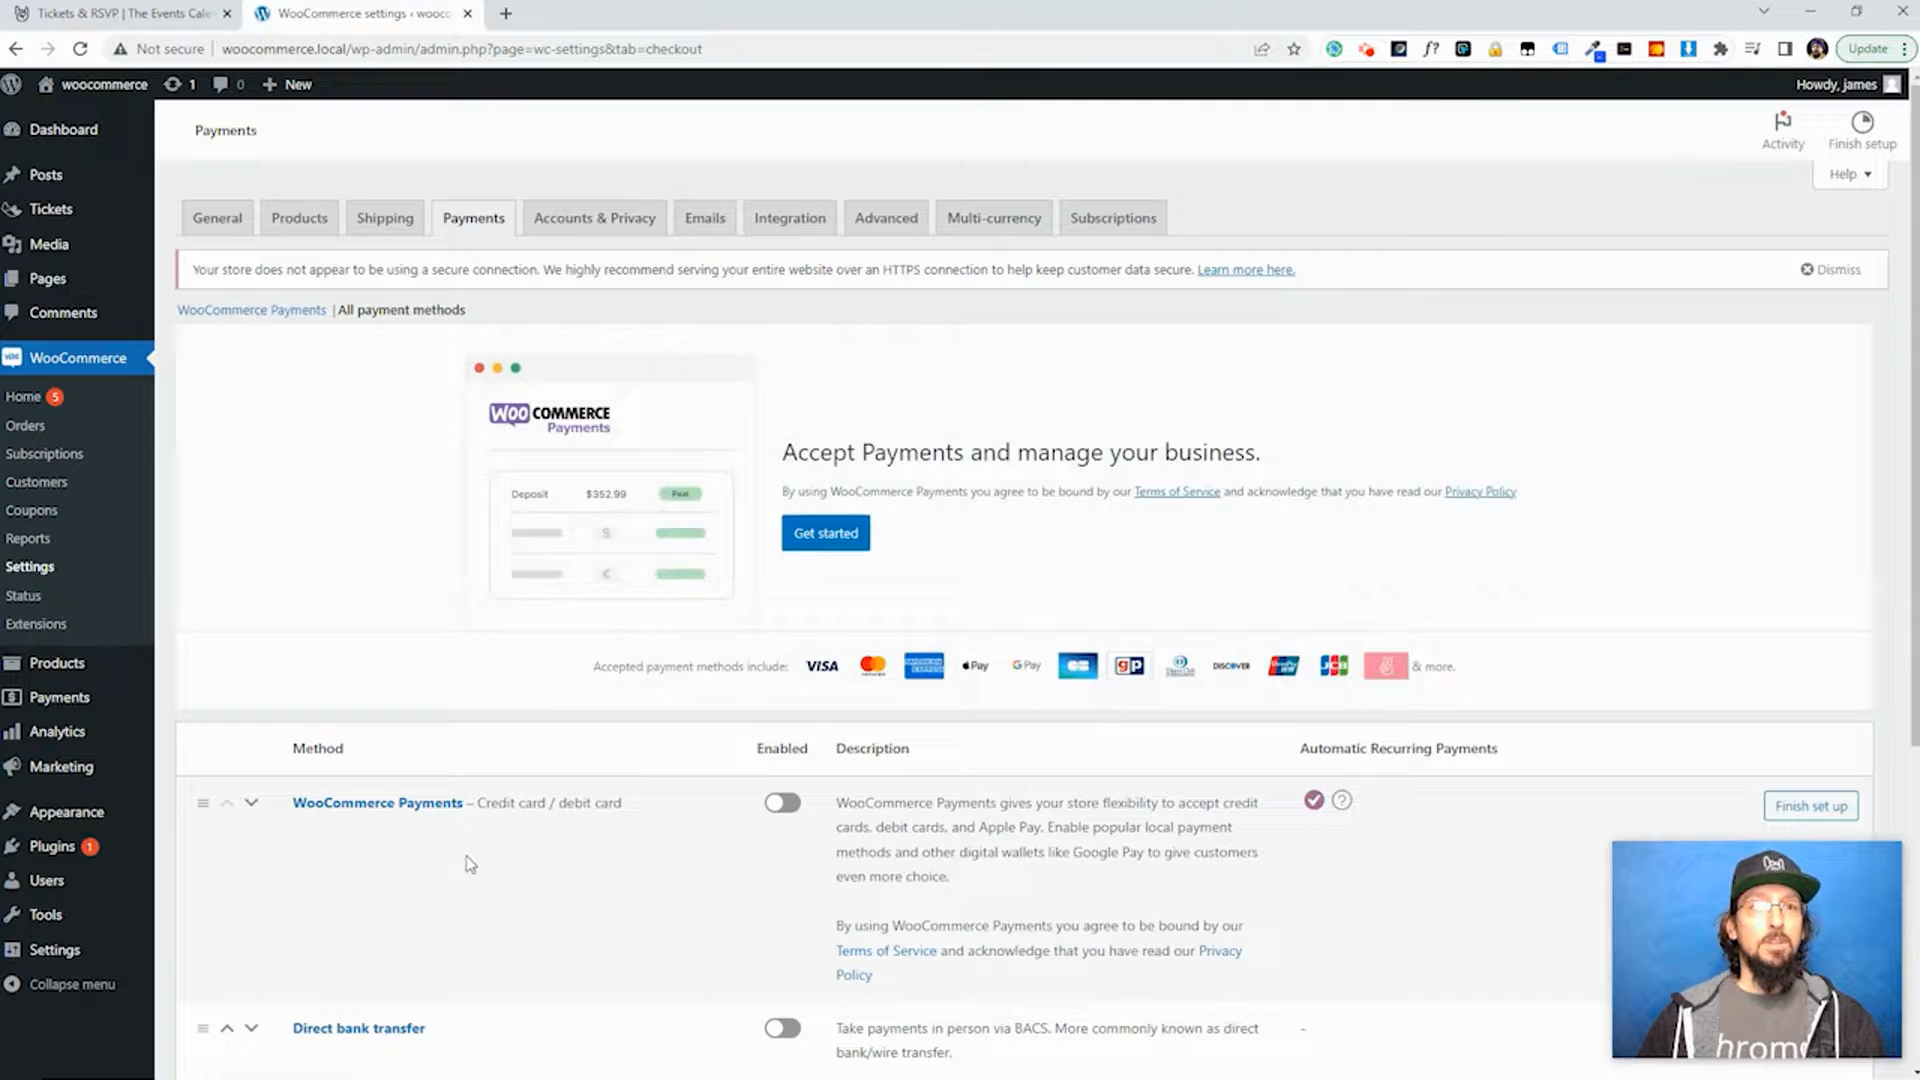 Tickets & RSVP | The Events Cale
WooCommerce settings ‹ wooco
Not secure
woocommerce.local/wp-admin/admin.php?page=wc-settings&tab=checkout
f?
Update
woocommerce
1
0
New
Howdy, james
Dashboard
Posts
Tickets
Media
Pages
Comments
WooCommerce
Home 5
Orders
Subscriptions
Customers
Coupons
Reports
Settings
Status
Extensions
Products
Payments
Analytics
Marketing
Appearance
Plugins 1
Users
Tools
Settings
Collapse menu
Payments
Activity
Finish setup
Help
General
Products
Shipping
Payments
Accounts & Privacy
Emails
Integration
Advanced
Multi-currency
Subscriptions
Your store does not appear to be using a secure connection. We highly recommend serving your entire website over an HTTPS connection to help keep customer data secure. Learn more here.
Dismiss
WooCommerce Payments | All payment methods
WOO COMMERCE
Payments
Deposit $352.99 Paid
S
C
Accept Payments and manage your business.
By using WooCommerce Payments you agree to be bound by our Terms of Service and acknowledge that you have read our Privacy Policy
Get started
Accepted payment methods include: VISA Pay G Pay DISCOVER JCB & more.
Method
Enabled
Description
Automatic Recurring Payments
WooCommerce Payments – Credit card / debit card
WooCommerce Payments gives your store flexibility to accept credit
cards, debit cards, and Apple Pay. Enable popular local payment
methods and other digital wallets like Google Pay to give customers
even more choice.
By using WooCommerce Payments you agree to be bound by our
Terms of Service and acknowledge that you have read our Privacy
Policy
Finish set up
Direct bank transfer
Take payments in person via BACS. More commonly known as direct
bank/wire transfer.
-
hrome